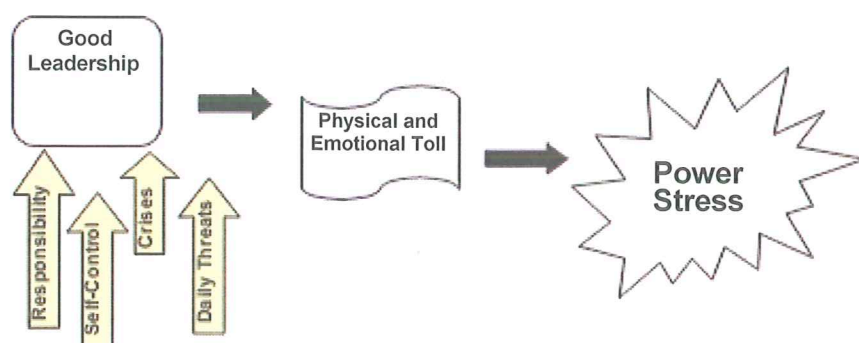 Good
Leadership
Physical and
Emotional Toll
Power
Stress
Responsibility
Self-Control
Crises
Daily Threats